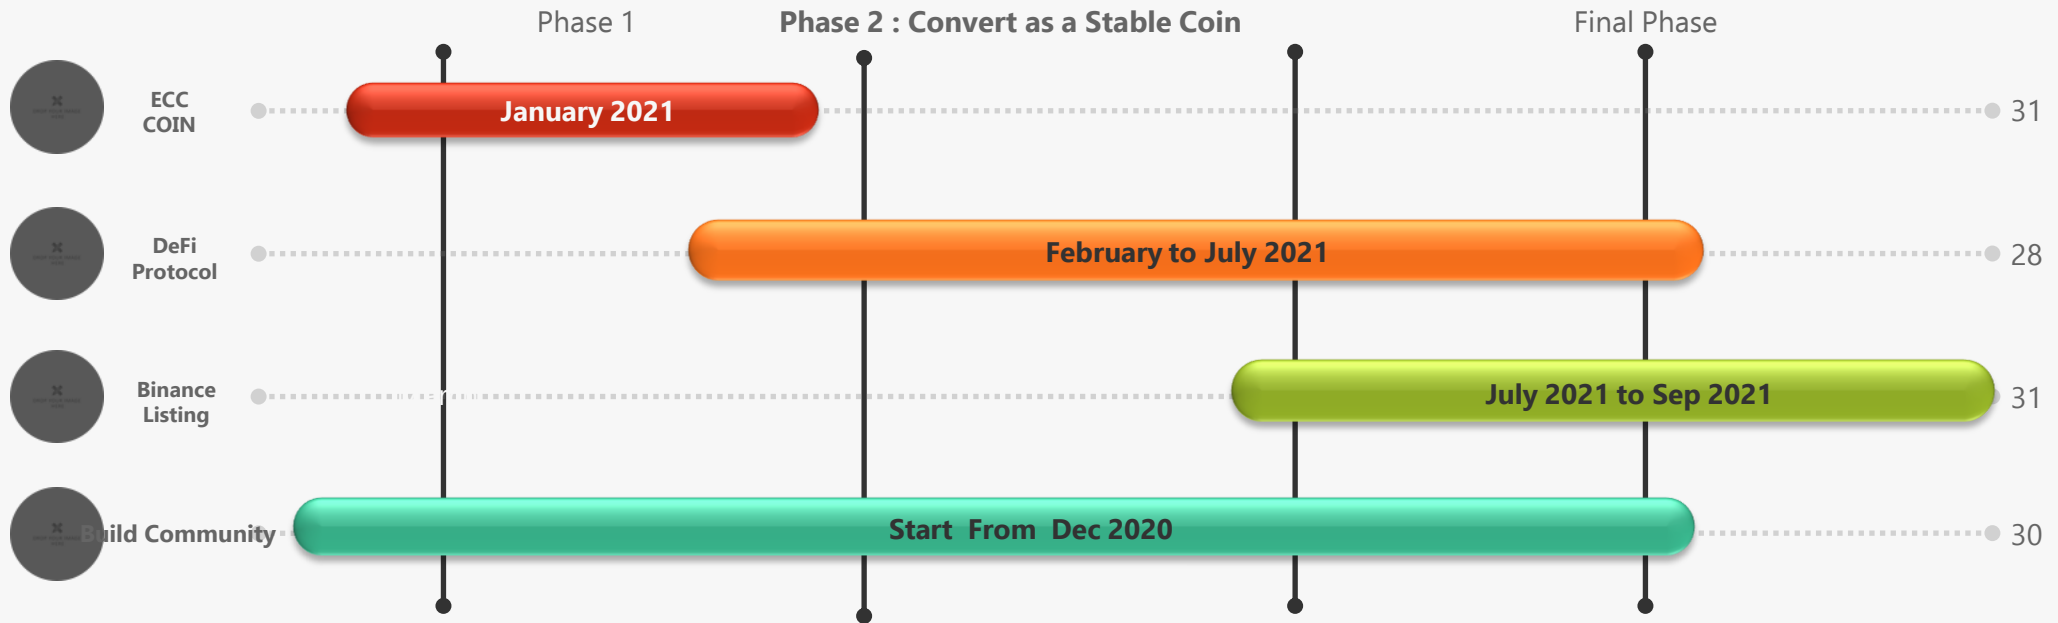 Phase 1
Phase 2 : Convert as a Stable Coin
Final Phase
ECC
COIN
January 2021
31
DeFi
Protocol
February to July 2021
28
Binance
Listing
July 2021 to Sep 2021
31
Build Community
Start From Dec 2020
30